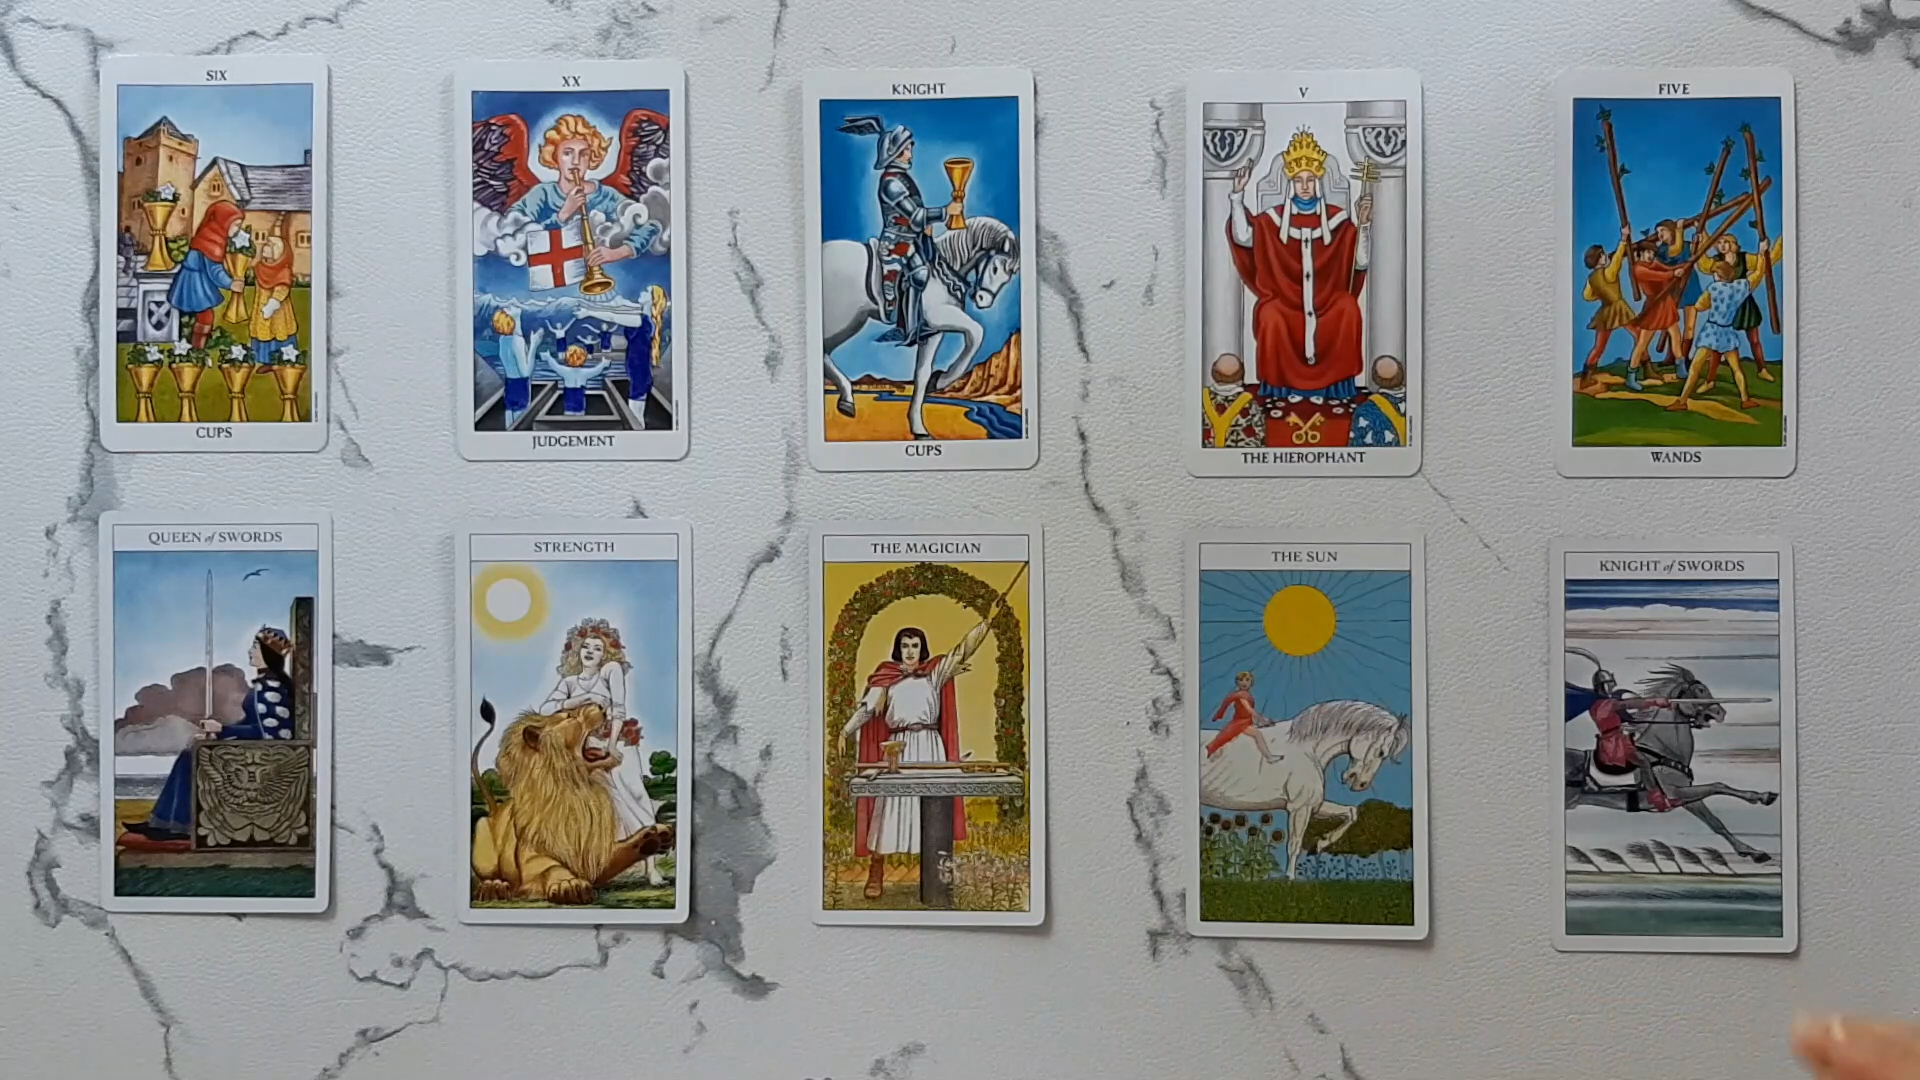 SIX
CUPS
XX
JUDGEMENT
KNIGHT
CUPS
V
THE HIEROPHANT
FIVE
WANDS
QUEEN of SWORDS
STRENGTH
THE MAGICIAN
THE SUN
KNIGHT of SWORDS